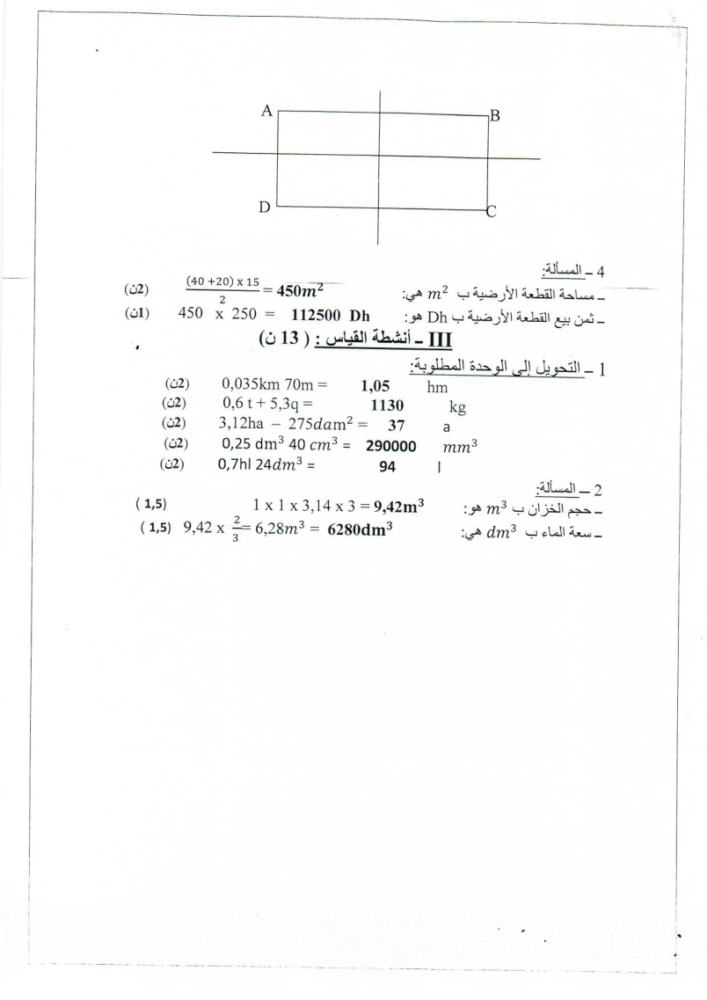 A B
D C
4 – المسألة:
– مساحة القطعة الأرضية ب m² هي: (40 +20) x 15 / 2 = 450m² (2ن)
– ثمن بيع القطعة الأرضية ب Dh هو: 450 x 250 = 112500 Dh (1ن)
III – أنشطة القياس : ( 13 ن)
1 – التحويل إلى الوحدة المطلوبة:
0,035km 70m = 1,05 hm (2ن)
0,6 t + 5,3q = 1130 kg (2ن)
3,12ha – 275dam² = 37 a (2ن)
0,25 dm³ 40 cm³ = 290000 mm³ (2ن)
0,7hl 24dm³ = 94 l (2ن)
2 – المسألة:
– حجم الخزان ب m³ هو: 1 x 1 x 3,14 x 3 = 9,42m³ ( 1,5)
– سعة الماء ب dm³ هي: 9,42 x 2/3 = 6,28m³ = 6280dm³ ( 1,5)